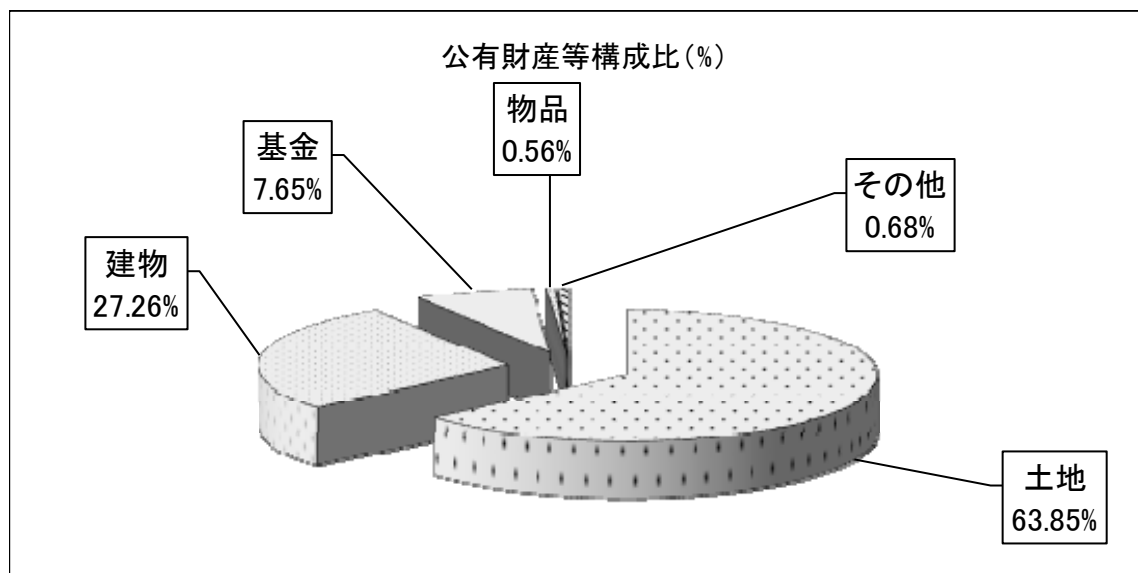 公有財産等構成比(%)
物品
0.56%
基金
7.65%
その他
0.68%
建物
27.26%
土地
63.85%